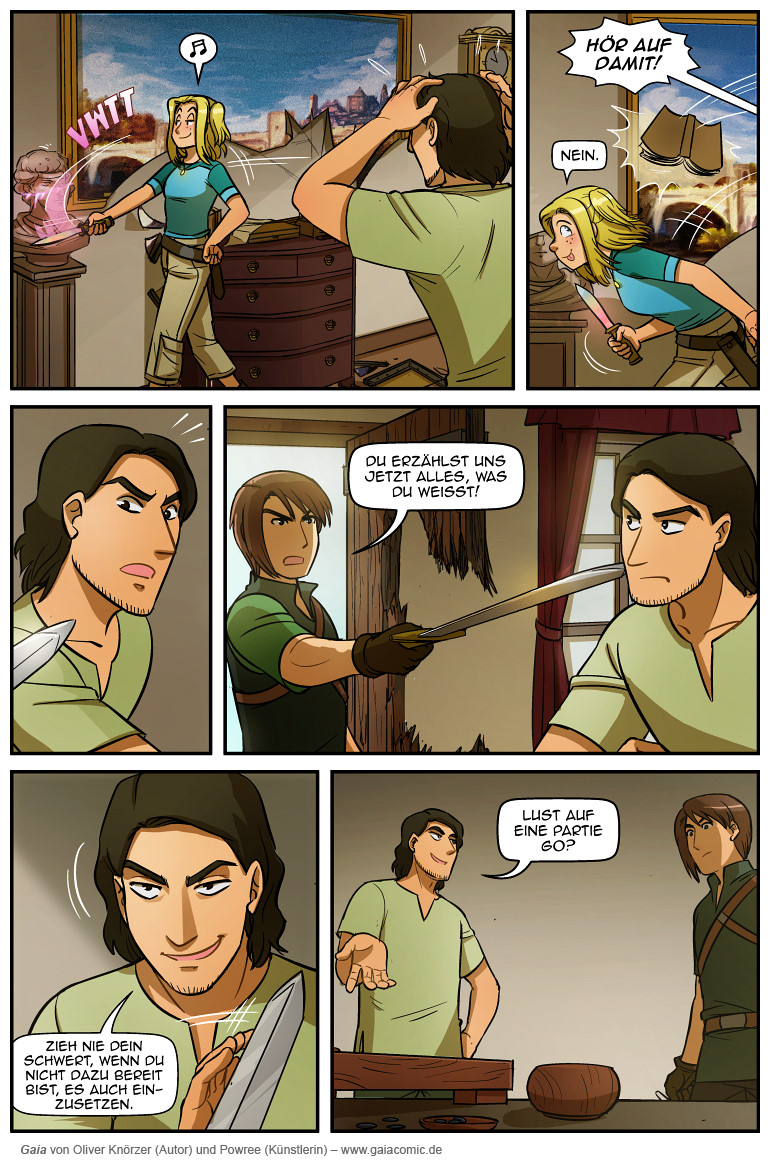 ♫
VWTT
HÖR AUF
DAMIT!
NEIN.
DU ERZÄHLST UNS
JETZT ALLES, WAS
DU WEISST!
ZIEH NIE DEIN
SCHWERT, WENN DU
NICHT DAZU BEREIT
BIST, ES AUCH EIN-
ZUSETZEN.
LUST AUF
EINE PARTIE
GO?
Gaia von Oliver Knörzer (Autor) und Powree (Künstlerin) – www.gaiacomic.de